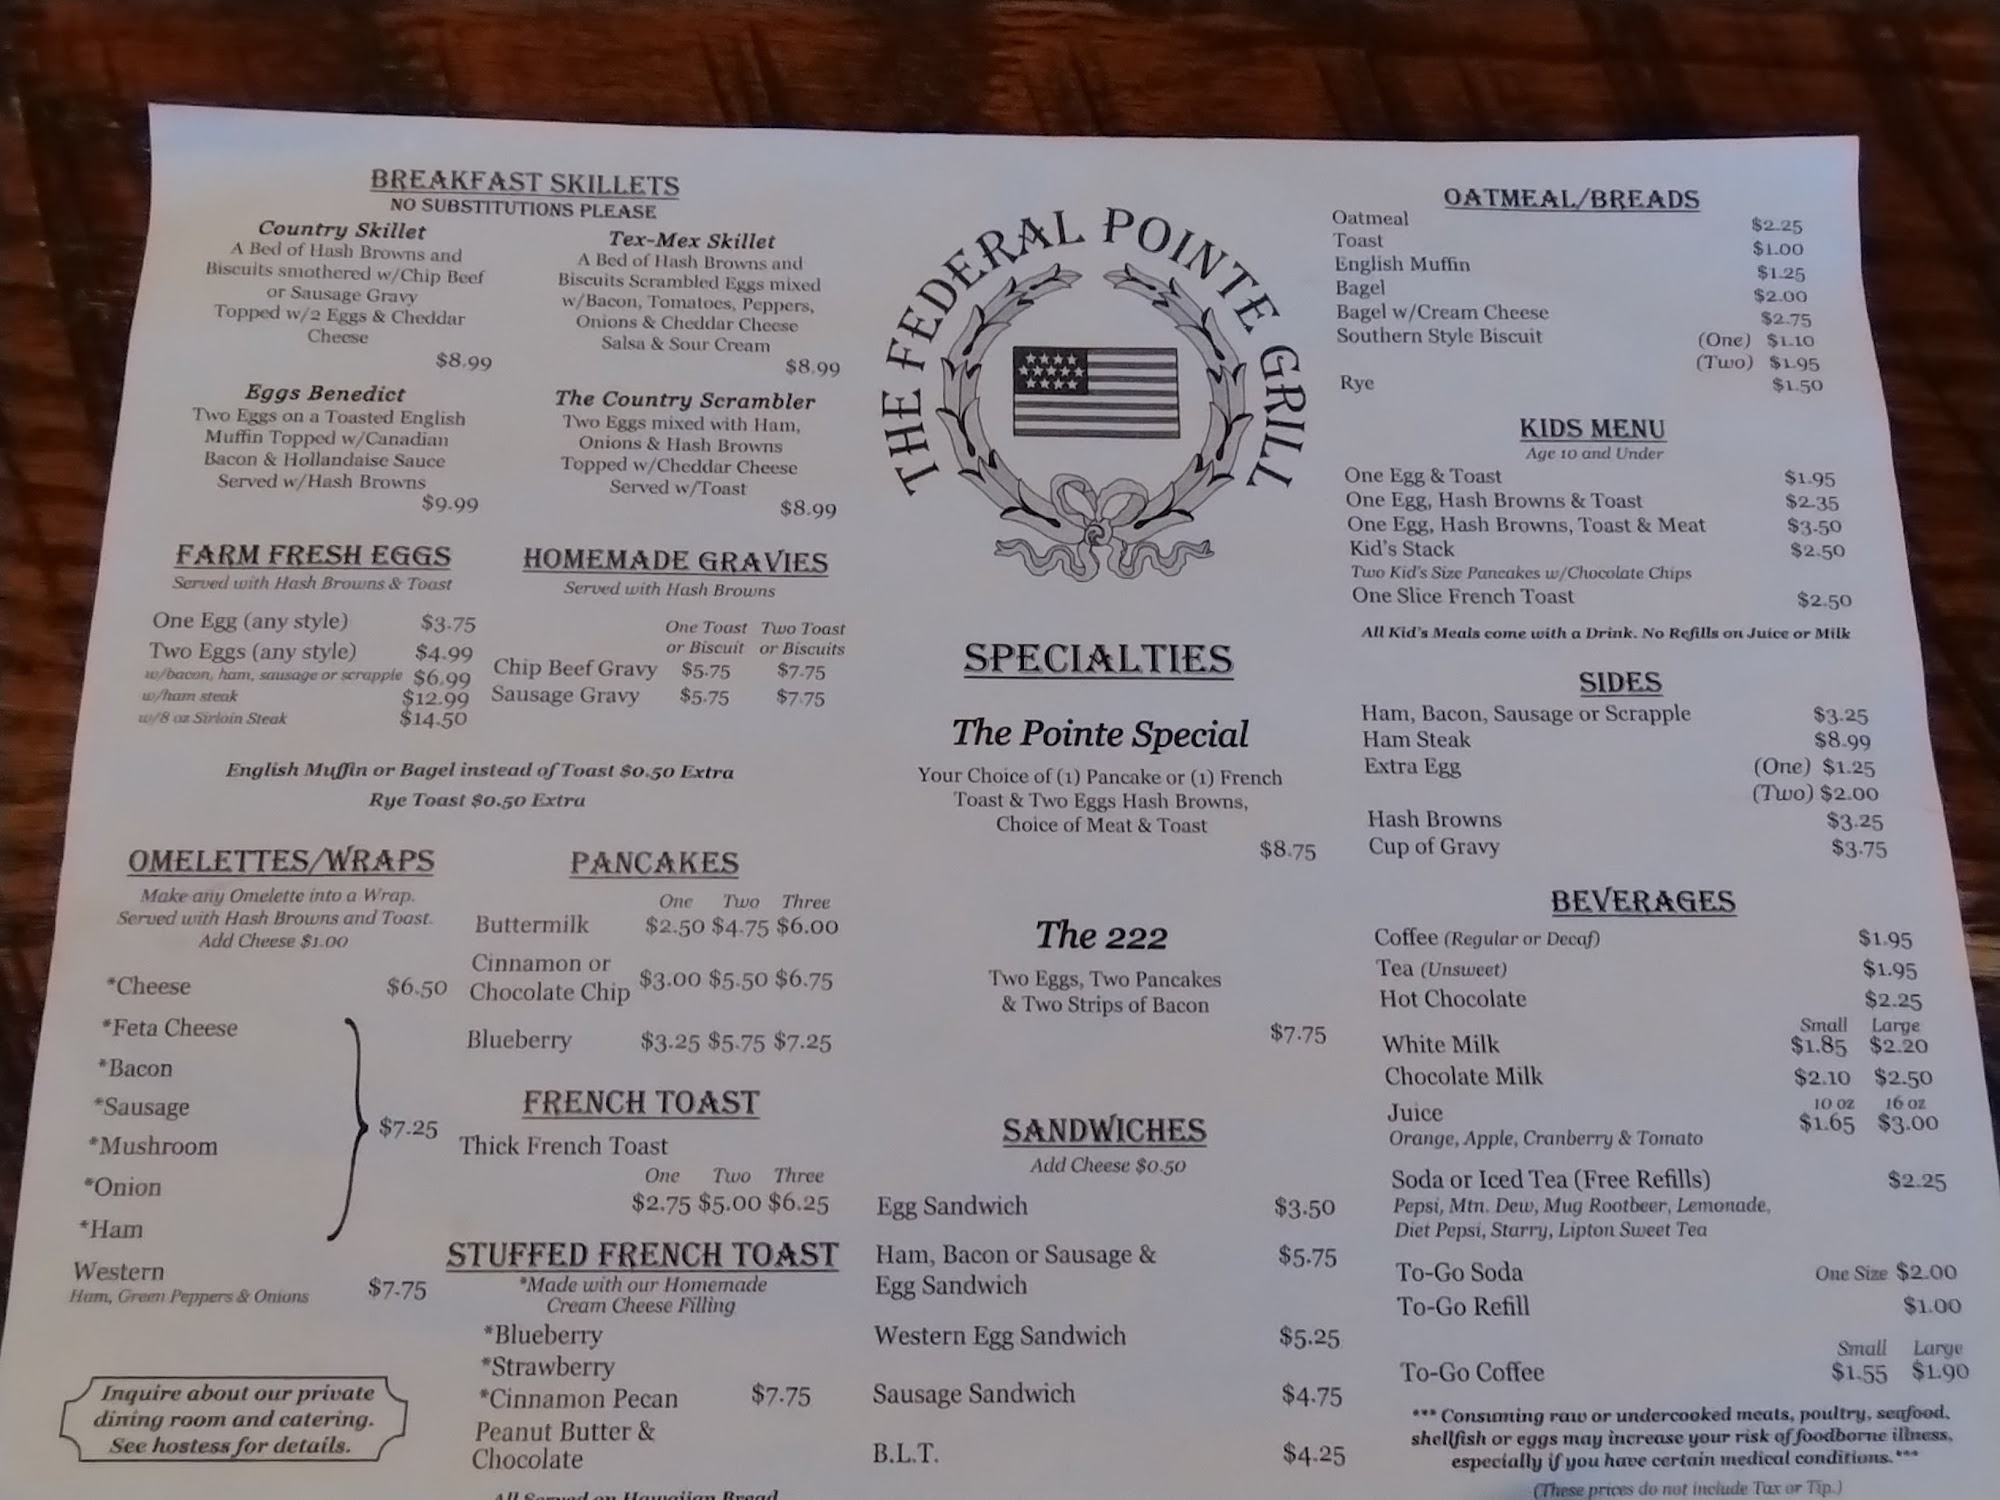 BREAKFAST SKILLETS
NO SUBSTITUTIONS PLEASE
Country Skillet
A Bed of Hash Browns and
Biscuits smothered w/Chip Beef
or Sausage Gravy
Topped w/2 Eggs & Cheddar
Cheese
$8.99
Tex-Mex Skillet
A Bed of Hash Browns and
Biscuits Scrambled Eggs mixed
w/Bacon, Tomatoes, Peppers,
Onions & Cheddar Cheese
Salsa & Sour Cream
$8.99
Eggs Benedict
Two Eggs on a Toasted English
Muffin Topped w/Canadian
Bacon & Hollandaise Sauce
Served w/Hash Browns
$9.99
The Country Scrambler
Two Eggs mixed with Ham,
Onions & Hash Browns
Topped w/Cheddar Cheese
Served w/Toast
$8.99
FARM FRESH EGGS
Served with Hash Browns & Toast
One Egg (any style) $3.75
Two Eggs (any style) $4.99
w/bacon, ham, sausage or scrapple $6.99
w/ham steak $12.99
w/8 oz Sirloin Steak $14.50
HOMEMADE GRAVIES
Served with Hash Browns
One Toast Two Toast
or Biscuit or Biscuits
Chip Beef Gravy $5.75 $7.75
Sausage Gravy $5.75 $7.75
English Muffin or Bagel instead of Toast $0.50 Extra
Rye Toast $0.50 Extra
OMELETTES/WRAPS
Make any Omelette into a Wrap.
Served with Hash Browns and Toast.
Add Cheese $1.00
*Cheese $6.50
*Feta Cheese
*Bacon
*Sausage
*Mushroom
$7.25
*Onion
*Ham
Western $7.75
Ham, Green Peppers & Onions
Inquire about our private
dining room and catering.
See hostess for details.
PANCAKES
One Two Three
Buttermilk $2.50 $4.75 $6.00
Cinnamon or
Chocolate Chip $3.00 $5.50 $6.75
Blueberry $3.25 $5.75 $7.25
FRENCH TOAST
Thick French Toast
One Two Three
$2.75 $5.00 $6.25
STUFFED FRENCH TOAST
*Made with our Homemade
Cream Cheese Filling
*Blueberry
*Strawberry
*Cinnamon Pecan $7.75
Peanut Butter &
Chocolate
All Served on Hawaiian Bread
THE FEDERAL POINTE GRILL
SPECIALTIES
The Pointe Special
Your Choice of (1) Pancake or (1) French
Toast & Two Eggs Hash Browns,
Choice of Meat & Toast
$8.75
The 222
Two Eggs, Two Pancakes
& Two Strips of Bacon
$7.75
SANDWICHES
Add Cheese $0.50
Egg Sandwich $3.50
Ham, Bacon or Sausage & $5.75
Egg Sandwich
Western Egg Sandwich $5.25
Sausage Sandwich $4.75
B.L.T. $4.25
OATMEAL/BREADS
Oatmeal $2.25
Toast $1.00
English Muffin $1.25
Bagel $2.00
Bagel w/Cream Cheese $2.75
Southern Style Biscuit (One) $1.10
(Two) $1.95
Rye $1.50
KIDS MENU
Age 10 and Under
One Egg & Toast $1.95
One Egg, Hash Browns & Toast $2.35
One Egg, Hash Browns, Toast & Meat $3.50
Kid's Stack $2.50
Two Kid's Size Pancakes w/Chocolate Chips
One Slice French Toast $2.50
All Kid's Meals come with a Drink. No Refills on Juice or Milk
SIDES
Ham, Bacon, Sausage or Scrapple $3.25
Ham Steak $8.99
Extra Egg (One) $1.25
(Two) $2.00
Hash Browns $3.25
Cup of Gravy $3.75
BEVERAGES
Coffee (Regular or Decaf) $1.95
Tea (Unsweet) $1.95
Hot Chocolate $2.25
Small Large
White Milk $1.85 $2.20
Chocolate Milk $2.10 $2.50
10 oz 16 oz
Juice $1.65 $3.00
Orange, Apple, Cranberry & Tomato
Soda or Iced Tea (Free Refills) $2.25
Pepsi, Mtn. Dew, Mug Rootbeer, Lemonade,
Diet Pepsi, Starry, Lipton Sweet Tea
To-Go Soda One Size $2.00
To-Go Refill $1.00
Small Large
To-Go Coffee $1.55 $1.90
*** Consuming raw or undercooked meats, poultry, seafood,
shellfish or eggs may increase your risk of foodborne illness,
especially if you have certain medical conditions. ***
(These prices do not include Tax or Tip.)